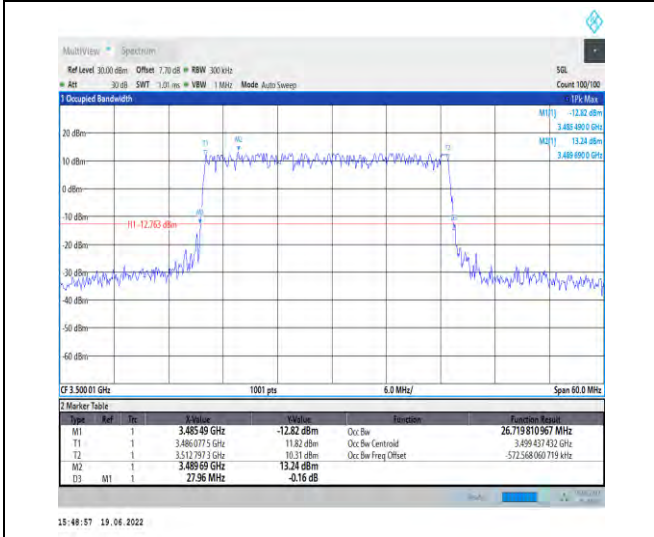 MultiView Spectrum
Ref Level 30.00 dBm Offset 7.70 dB RBW 300 kHz SGL
Att 30 dB SWT 1.01 ms VBW 1 MHz Mode Auto Sweep Count 100/100
1 Occupied Bandwidth 1Pk Max
M1[1] -12.82 dBm
3.485 490 0 GHz
M2[1] 13.24 dBm
3.489 690 0 GHz
20 dBm
T1 M2 T2
10 dBm
0 dBm
-10 dBm
H1 -12.763 dBm
-20 dBm
-30 dBm
-40 dBm
-50 dBm
-60 dBm
CF 3.500 01 GHz 1001 pts 6.0 MHz/ Span 60.0 MHz
2 Marker Table
Type Ref Trc X-Value Y-Value Function Function Result
M1 1 3.485 49 GHz -12.82 dBm Occ Bw 26.719 810 967 MHz
T1 1 3.486 077 5 GHz 11.82 dBm Occ Bw Centroid 3.499 437 432 GHz
T2 1 3.512 797 3 GHz 10.31 dBm Occ Bw Freq Offset -572.568 060 719 kHz
M2 1 3.489 69 GHz 13.24 dBm
D3 M1 1 27.96 MHz -0.16 dB
15:48:57 19.06.2022